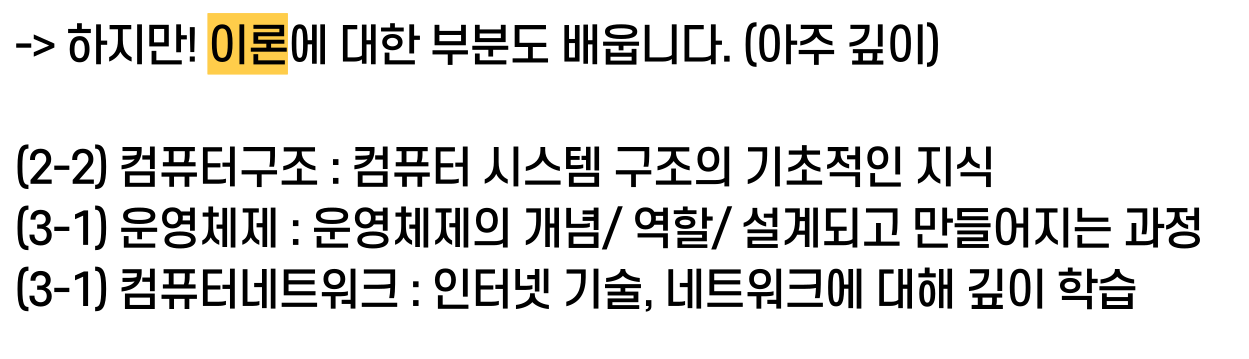 -> 하지만! 이론에 대한 부분도 배웁니다. (아주 깊이)
(2-2) 컴퓨터구조 : 컴퓨터 시스템 구조의 기초적인 지식
(3-1) 운영체제 : 운영체제의 개념/ 역할/ 설계되고 만들어지는 과정
(3-1) 컴퓨터네트워크 : 인터넷 기술, 네트워크에 대해 깊이 학습